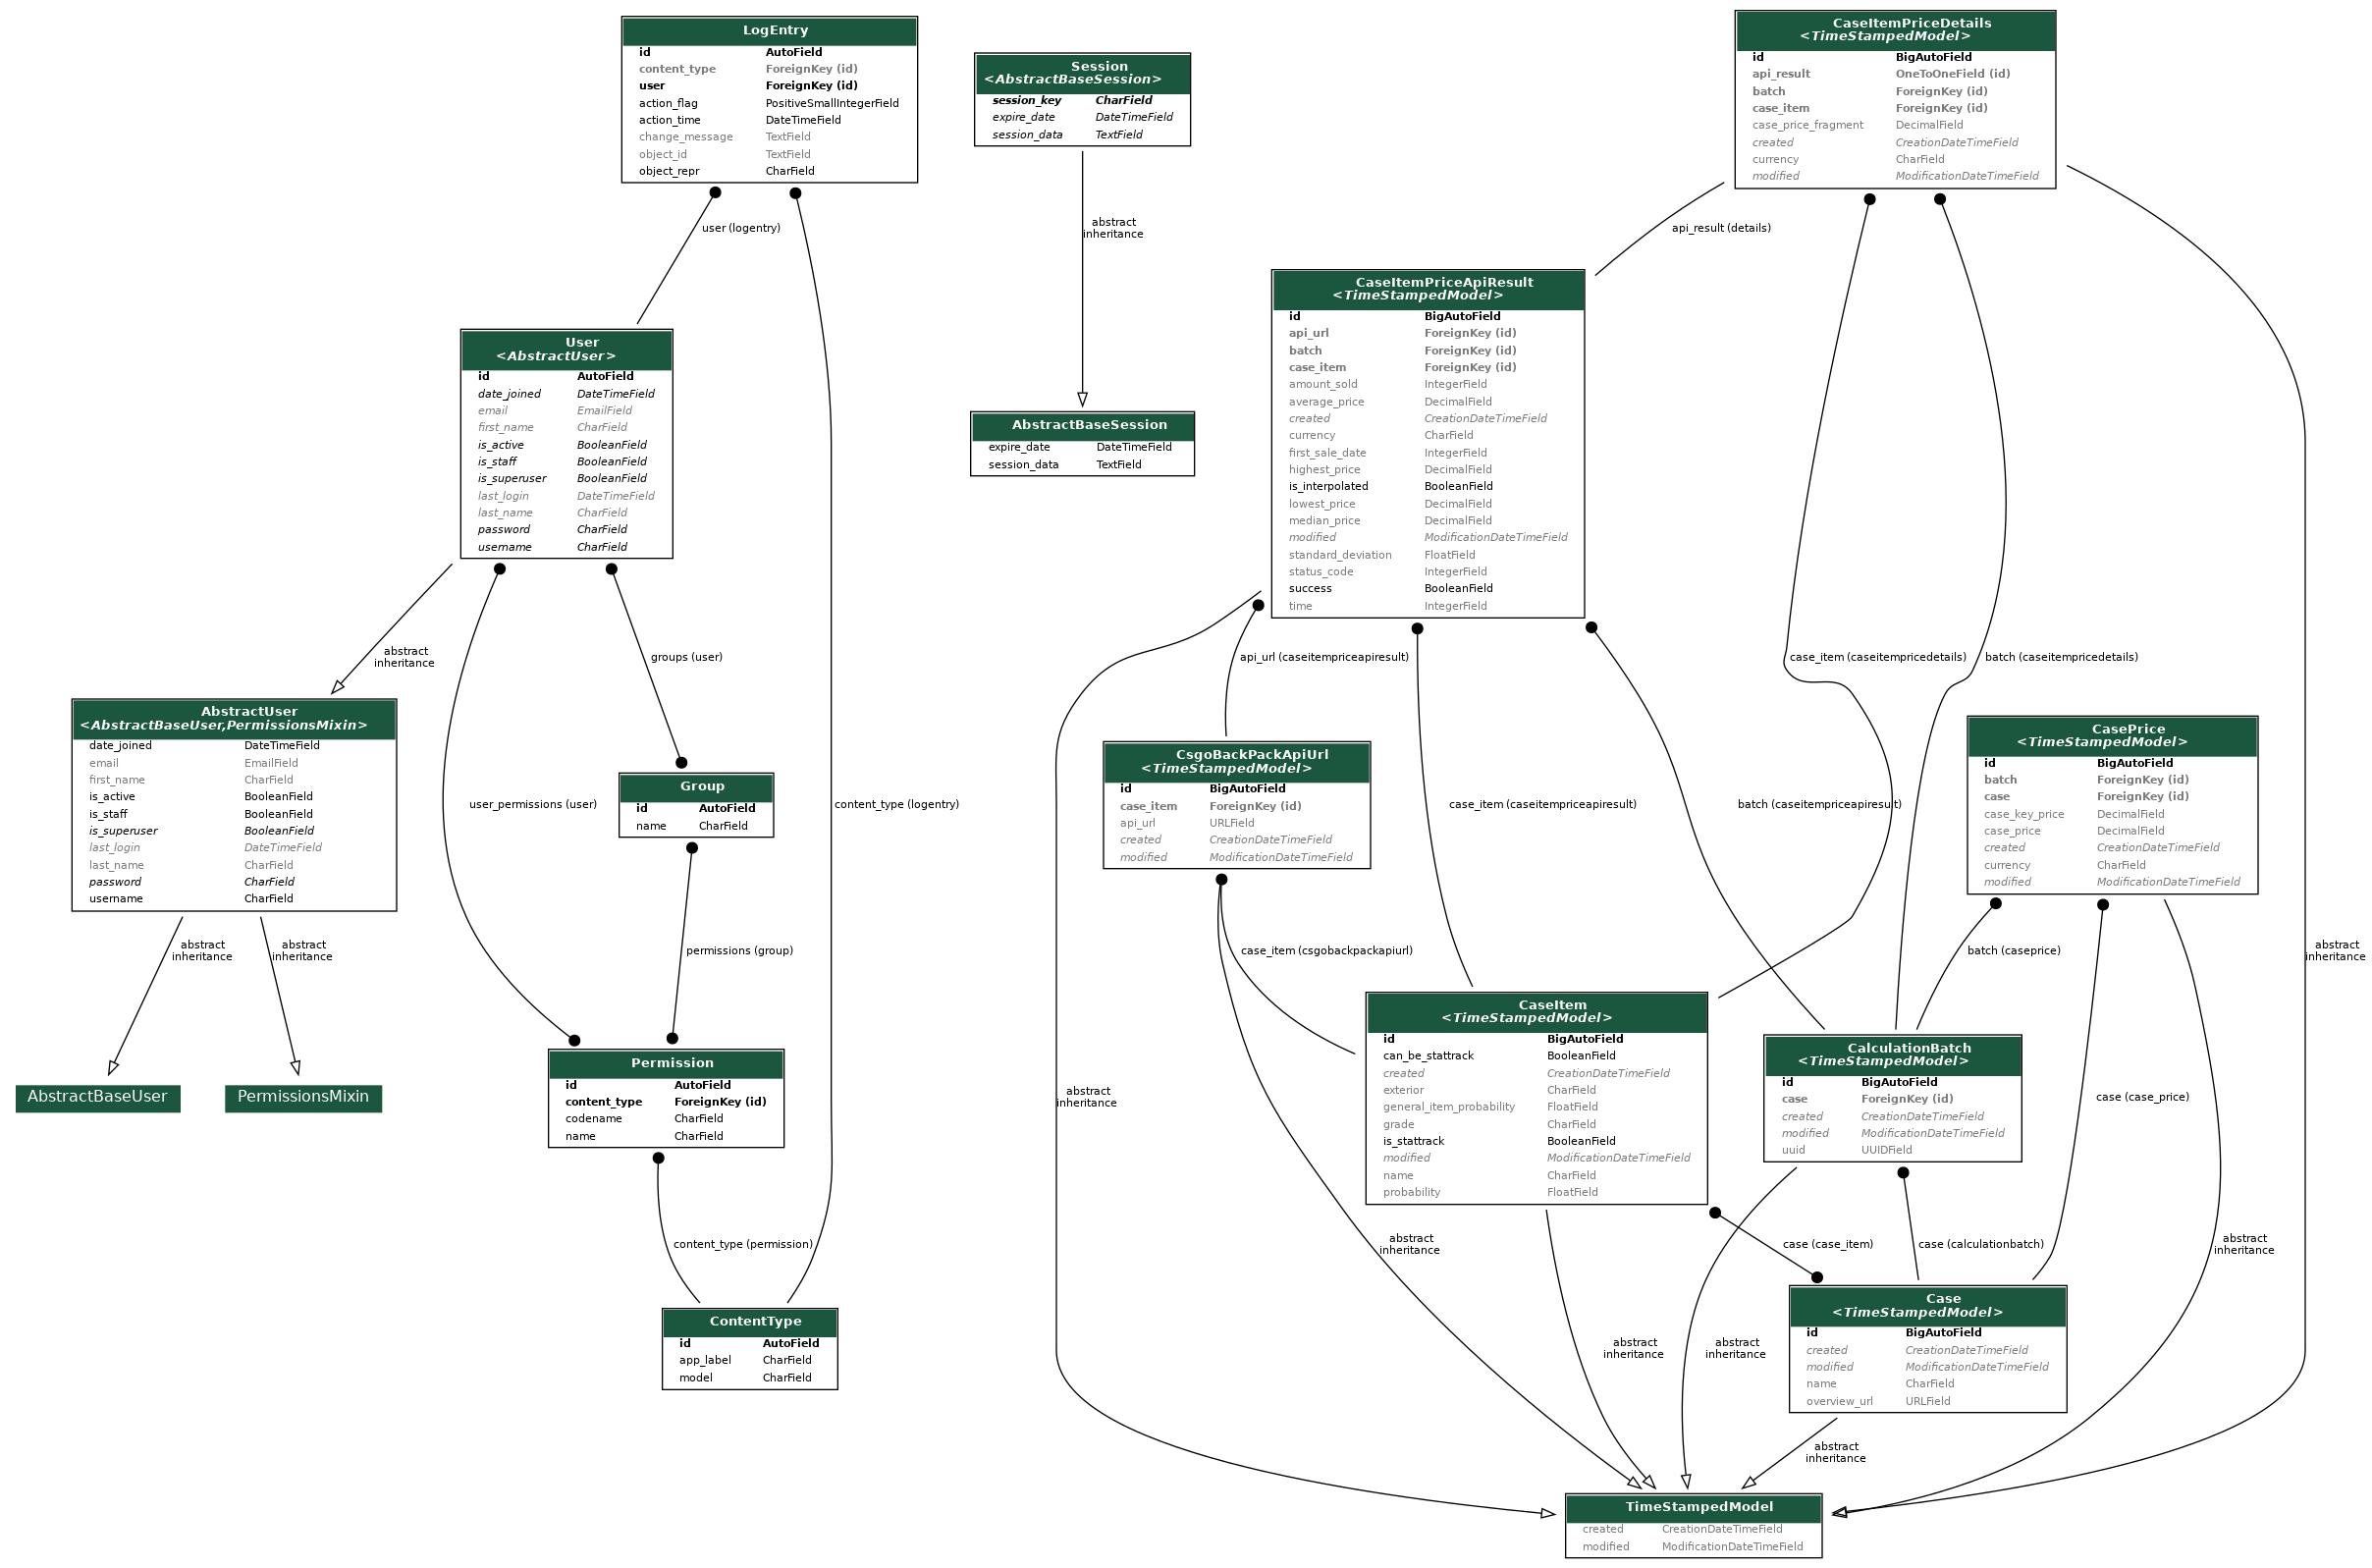 LogEntry
id AutoField
content_type ForeignKey (id)
user ForeignKey (id)
action_flag PositiveSmallIntegerField
action_time DateTimeField
change_message TextField
object_id TextField
object_repr CharField
Session
<AbstractBaseSession>
session_key CharField
expire_date DateTimeField
session_data TextField
CaseItemPriceDetails
<TimeStampedModel>
id BigAutoField
api_result OneToOneField (id)
batch ForeignKey (id)
case_item ForeignKey (id)
case_price_fragment DecimalField
created CreationDateTimeField
currency CharField
modified ModificationDateTimeField
user (logentry)
abstract
inheritance
api_result (details)
CaseItemPriceApiResult
<TimeStampedModel>
id BigAutoField
api_url ForeignKey (id)
batch ForeignKey (id)
case_item ForeignKey (id)
amount_sold IntegerField
average_price DecimalField
created CreationDateTimeField
currency CharField
first_sale_date IntegerField
highest_price DecimalField
is_interpolated BooleanField
lowest_price DecimalField
median_price DecimalField
modified ModificationDateTimeField
standard_deviation FloatField
status_code IntegerField
success BooleanField
time IntegerField
User
<AbstractUser>
id AutoField
date_joined DateTimeField
email EmailField
first_name CharField
is_active BooleanField
is_staff BooleanField
is_superuser BooleanField
last_login DateTimeField
last_name CharField
password CharField
username CharField
AbstractBaseSession
expire_date DateTimeField
session_data TextField
abstract
inheritance
groups (user)
api_url (caseitempriceapiresult)
case_item (caseitempricedetails)
batch (caseitempricedetails)
AbstractUser
<AbstractBaseUser,PermissionsMixin>
date_joined DateTimeField
email EmailField
first_name CharField
is_active BooleanField
is_staff BooleanField
is_superuser BooleanField
last_login DateTimeField
last_name CharField
password CharField
username CharField
user_permissions (user)
Group
id AutoField
name CharField
content_type (logentry)
CsgoBackPackApiUrl
<TimeStampedModel>
id BigAutoField
case_item ForeignKey (id)
api_url URLField
created CreationDateTimeField
modified ModificationDateTimeField
case_item (caseitempriceapiresult)
batch (caseitempriceapiresult)
CasePrice
<TimeStampedModel>
id BigAutoField
batch ForeignKey (id)
case ForeignKey (id)
case_key_price DecimalField
case_price DecimalField
created CreationDateTimeField
currency CharField
modified ModificationDateTimeField
abstract
inheritance
abstract
inheritance
permissions (group)
case_item (csgobackpackapiurl)
batch (caseprice)
abstract
inheritance
AbstractBaseUser
PermissionsMixin
Permission
id AutoField
content_type ForeignKey (id)
codename CharField
name CharField
abstract
inheritance
CaseItem
<TimeStampedModel>
id BigAutoField
can_be_stattrack BooleanField
created CreationDateTimeField
exterior CharField
general_item_probability FloatField
grade CharField
is_stattrack BooleanField
modified ModificationDateTimeField
name CharField
probability FloatField
CalculationBatch
<TimeStampedModel>
id BigAutoField
case ForeignKey (id)
created CreationDateTimeField
modified ModificationDateTimeField
uuid UUIDField
case (case_price)
content_type (permission)
abstract
inheritance
case (case_item)
case (calculationbatch)
abstract
inheritance
ContentType
id AutoField
app_label CharField
model CharField
abstract
inheritance
abstract
inheritance
Case
<TimeStampedModel>
id BigAutoField
created CreationDateTimeField
modified ModificationDateTimeField
name CharField
overview_url URLField
abstract
inheritance
TimeStampedModel
created CreationDateTimeField
modified ModificationDateTimeField